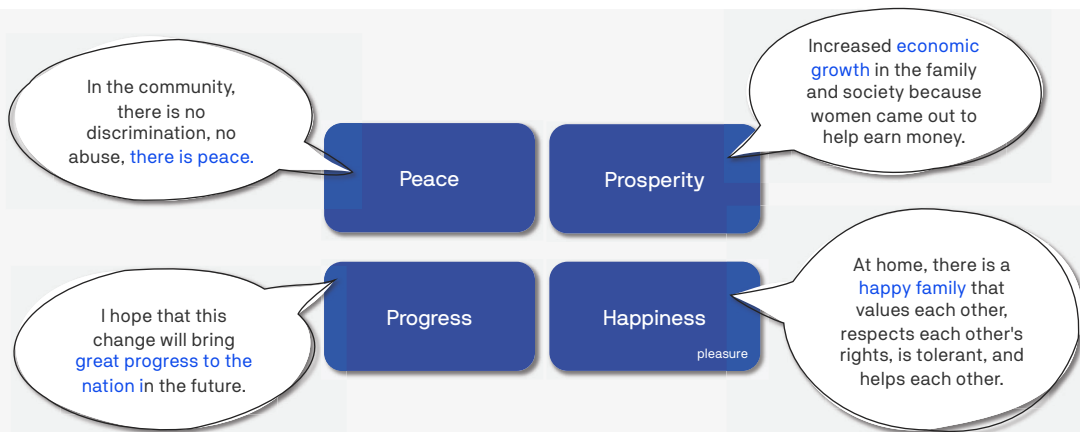 In the community,
there is no
discrimination, no
abuse, there is peace.
Peace
Prosperity
Increased economic
growth in the family
and society because
women came out to
help earn money.
I hope that this
change will bring
great progress to the
nation in the future.
Progress
Happiness
pleasure
At home, there is a
happy family that
values each other,
respects each other's
rights, is tolerant, and
helps each other.